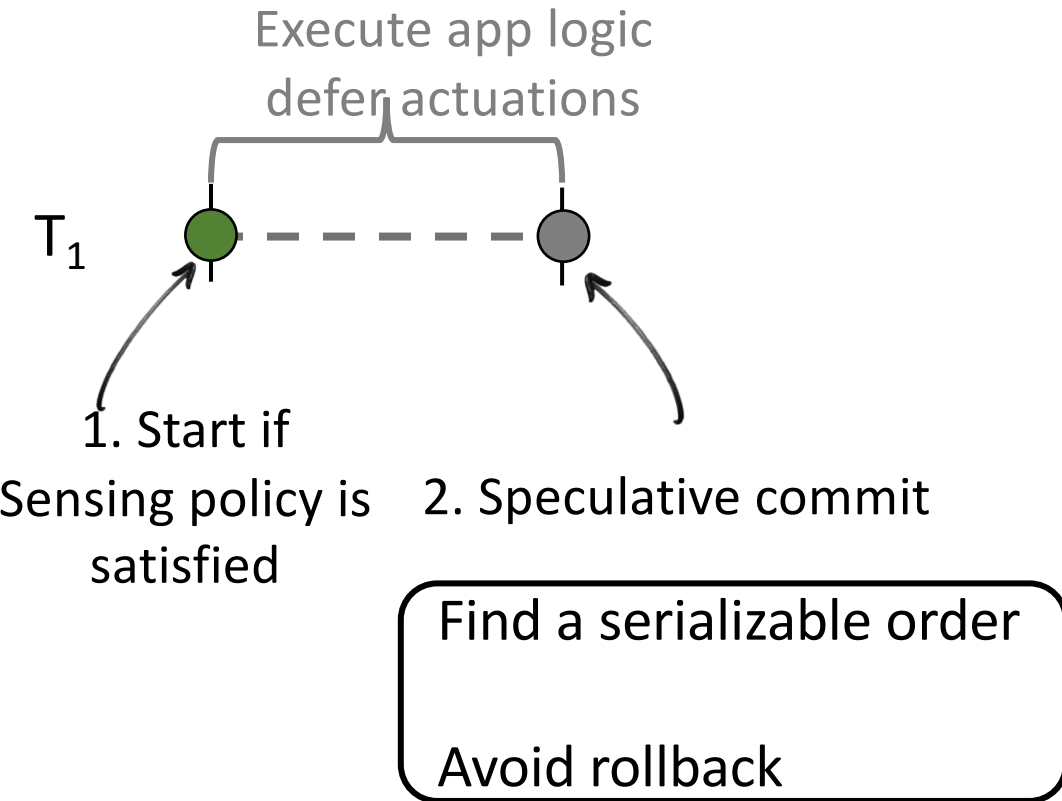 Execute app logic
defer actuations
T₁
1. Start if
Sensing policy is
satisfied
2. Speculative commit
Find a serializable order
Avoid rollback